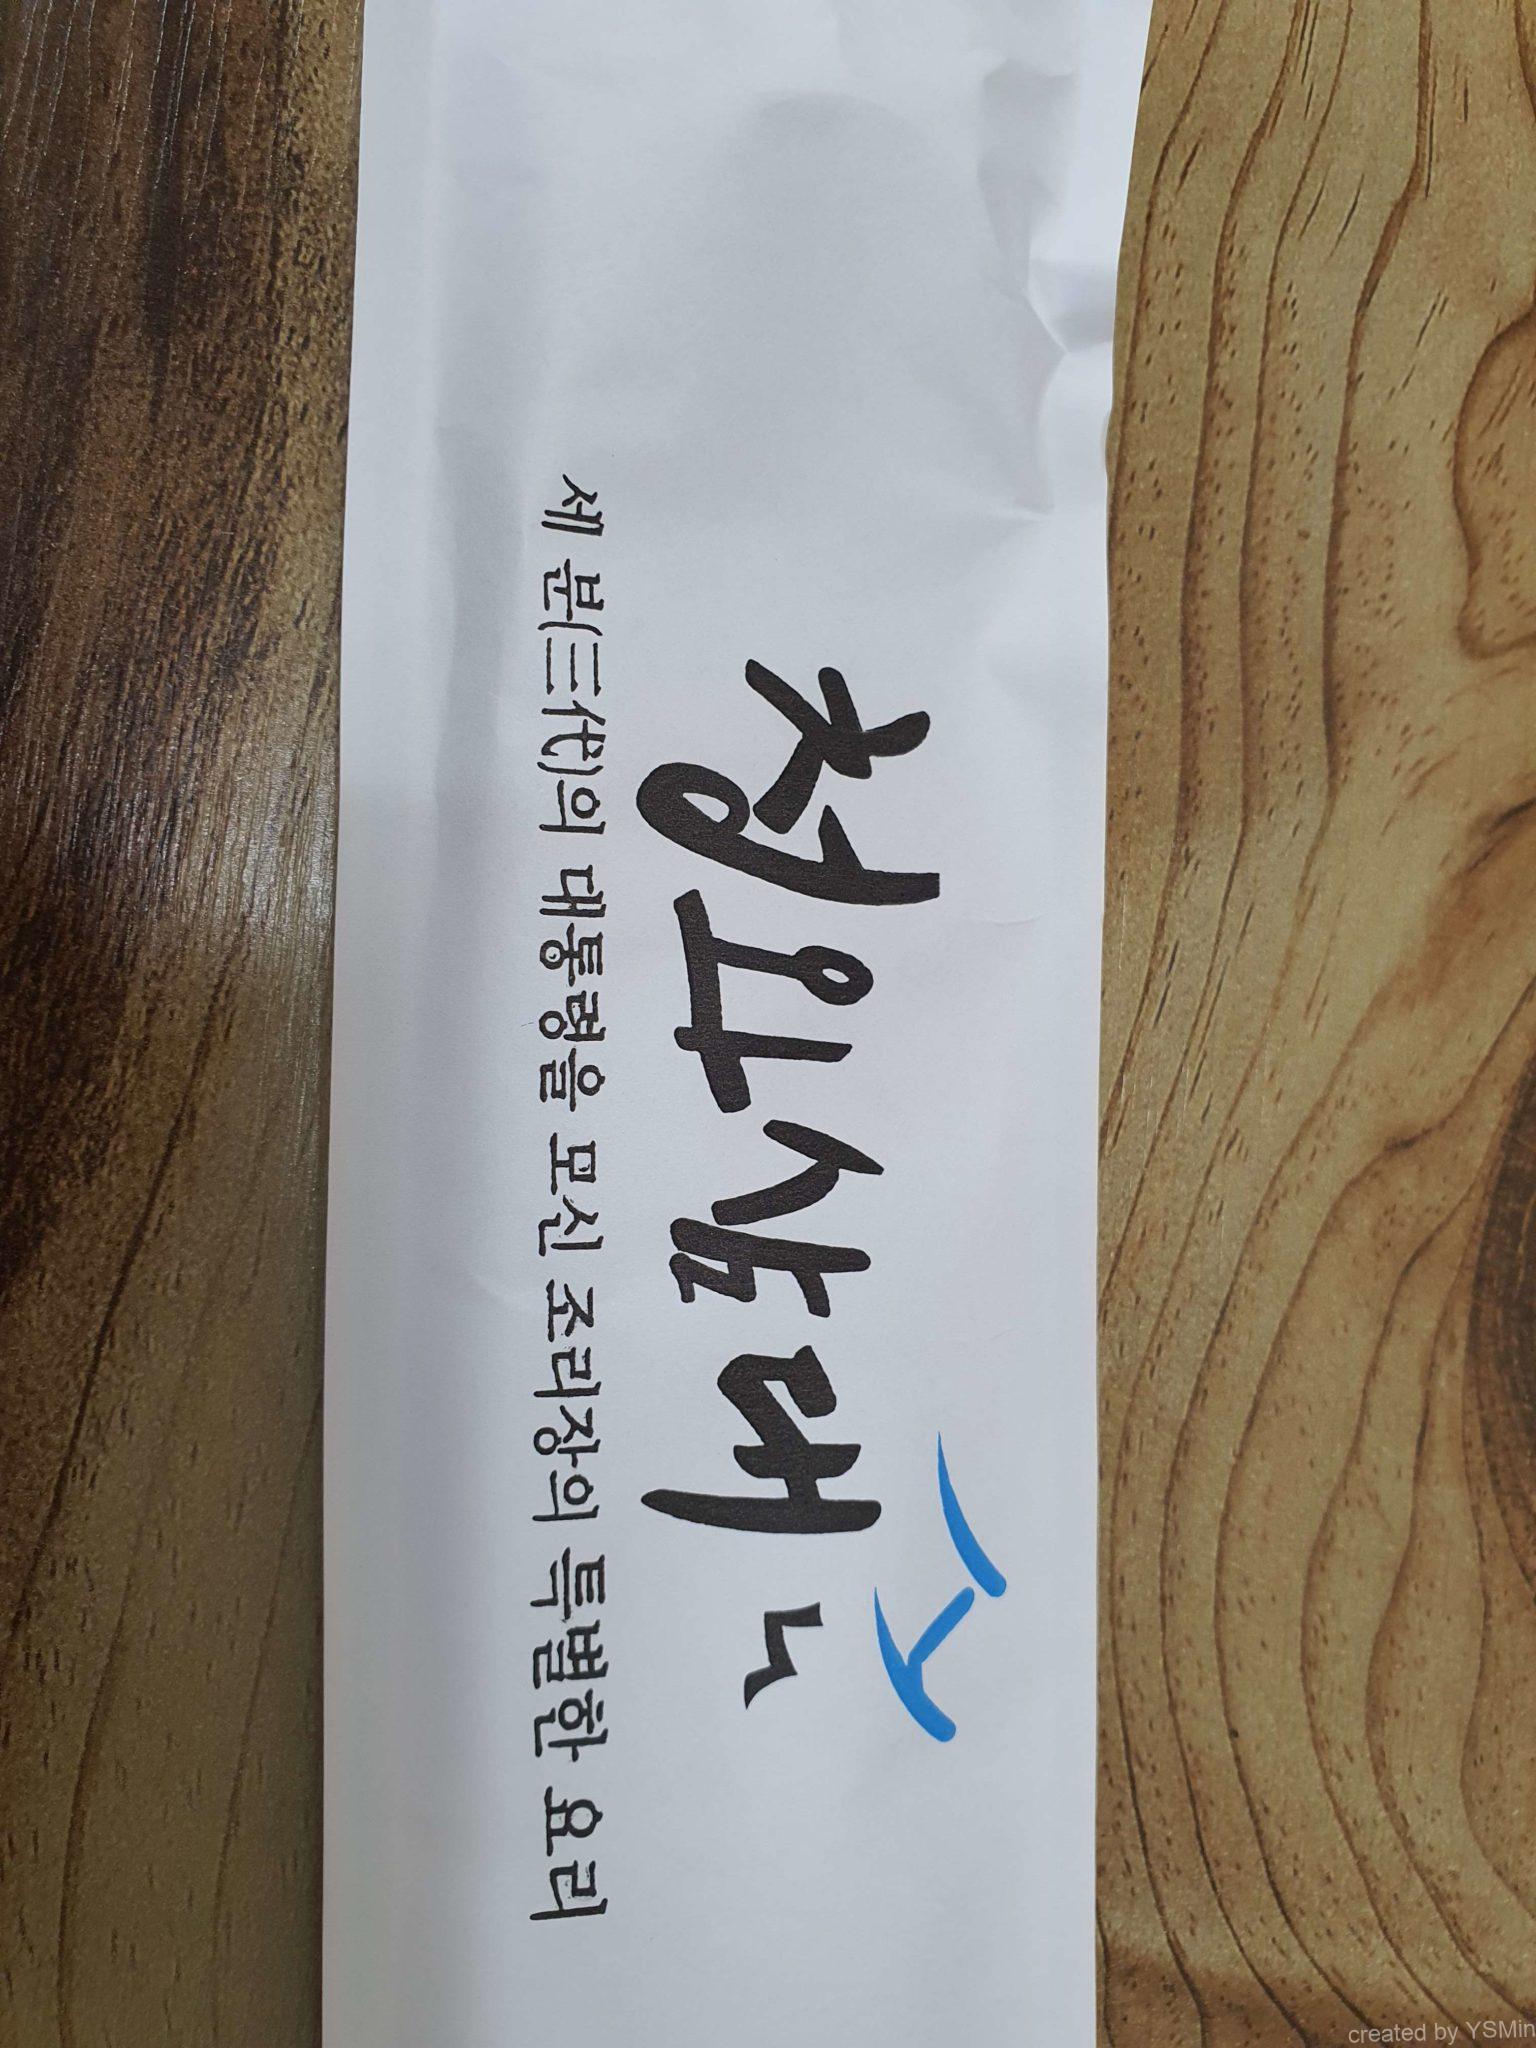 청와삼대
세 분(三代)의 대통령을 모신 조리장의 특별한 요리
created by YSMin